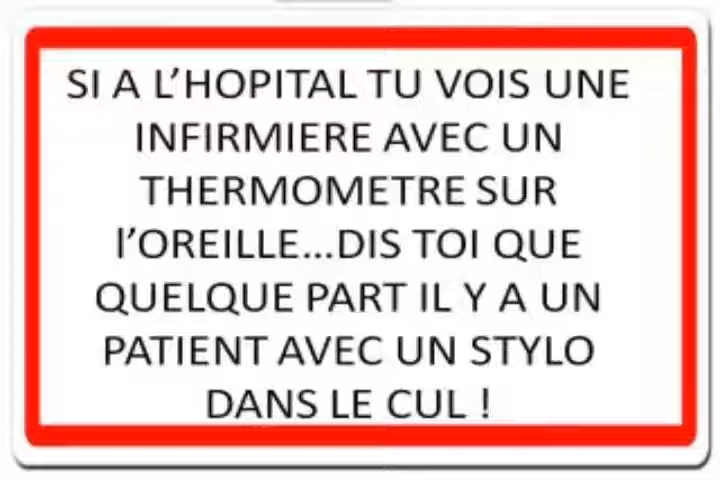 SI A L'HOPITAL TU VOIS UNE
INFIRMIERE AVEC UN
THERMOMETRE SUR
l'OREILLE...DIS TOI QUE
QUELQUE PART IL Y A UN
PATIENT AVEC UN STYLO
DANS LE CUL !